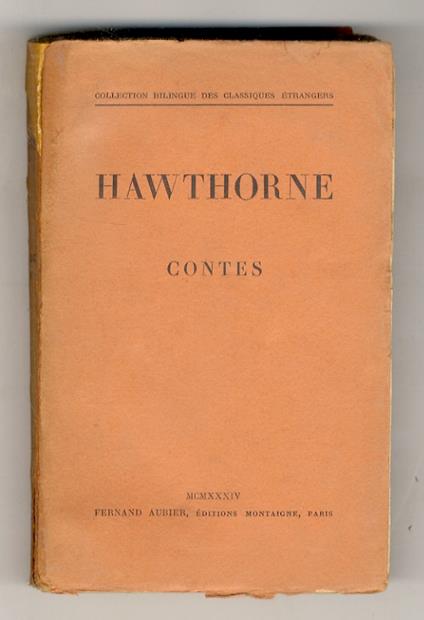 COLLECTION BILINGUE DES CLASSIQUES ÉTRANGERS
HAWTHORNE
CONTES
MCMXXXIV
FERNAND AUBIER, ÉDITIONS MONTAIGNE, PARIS